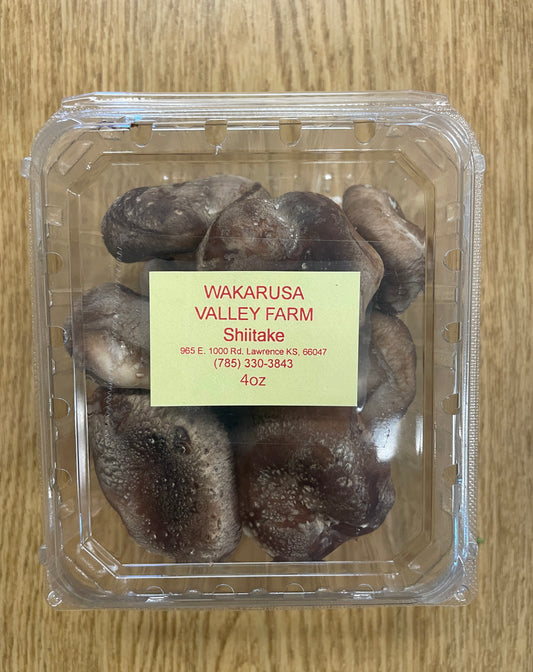 WAKARUSA
VALLEY FARM
Shiitake
965 E. 1000 Rd. Lawrence KS, 66047
(785) 330-3843
4oz